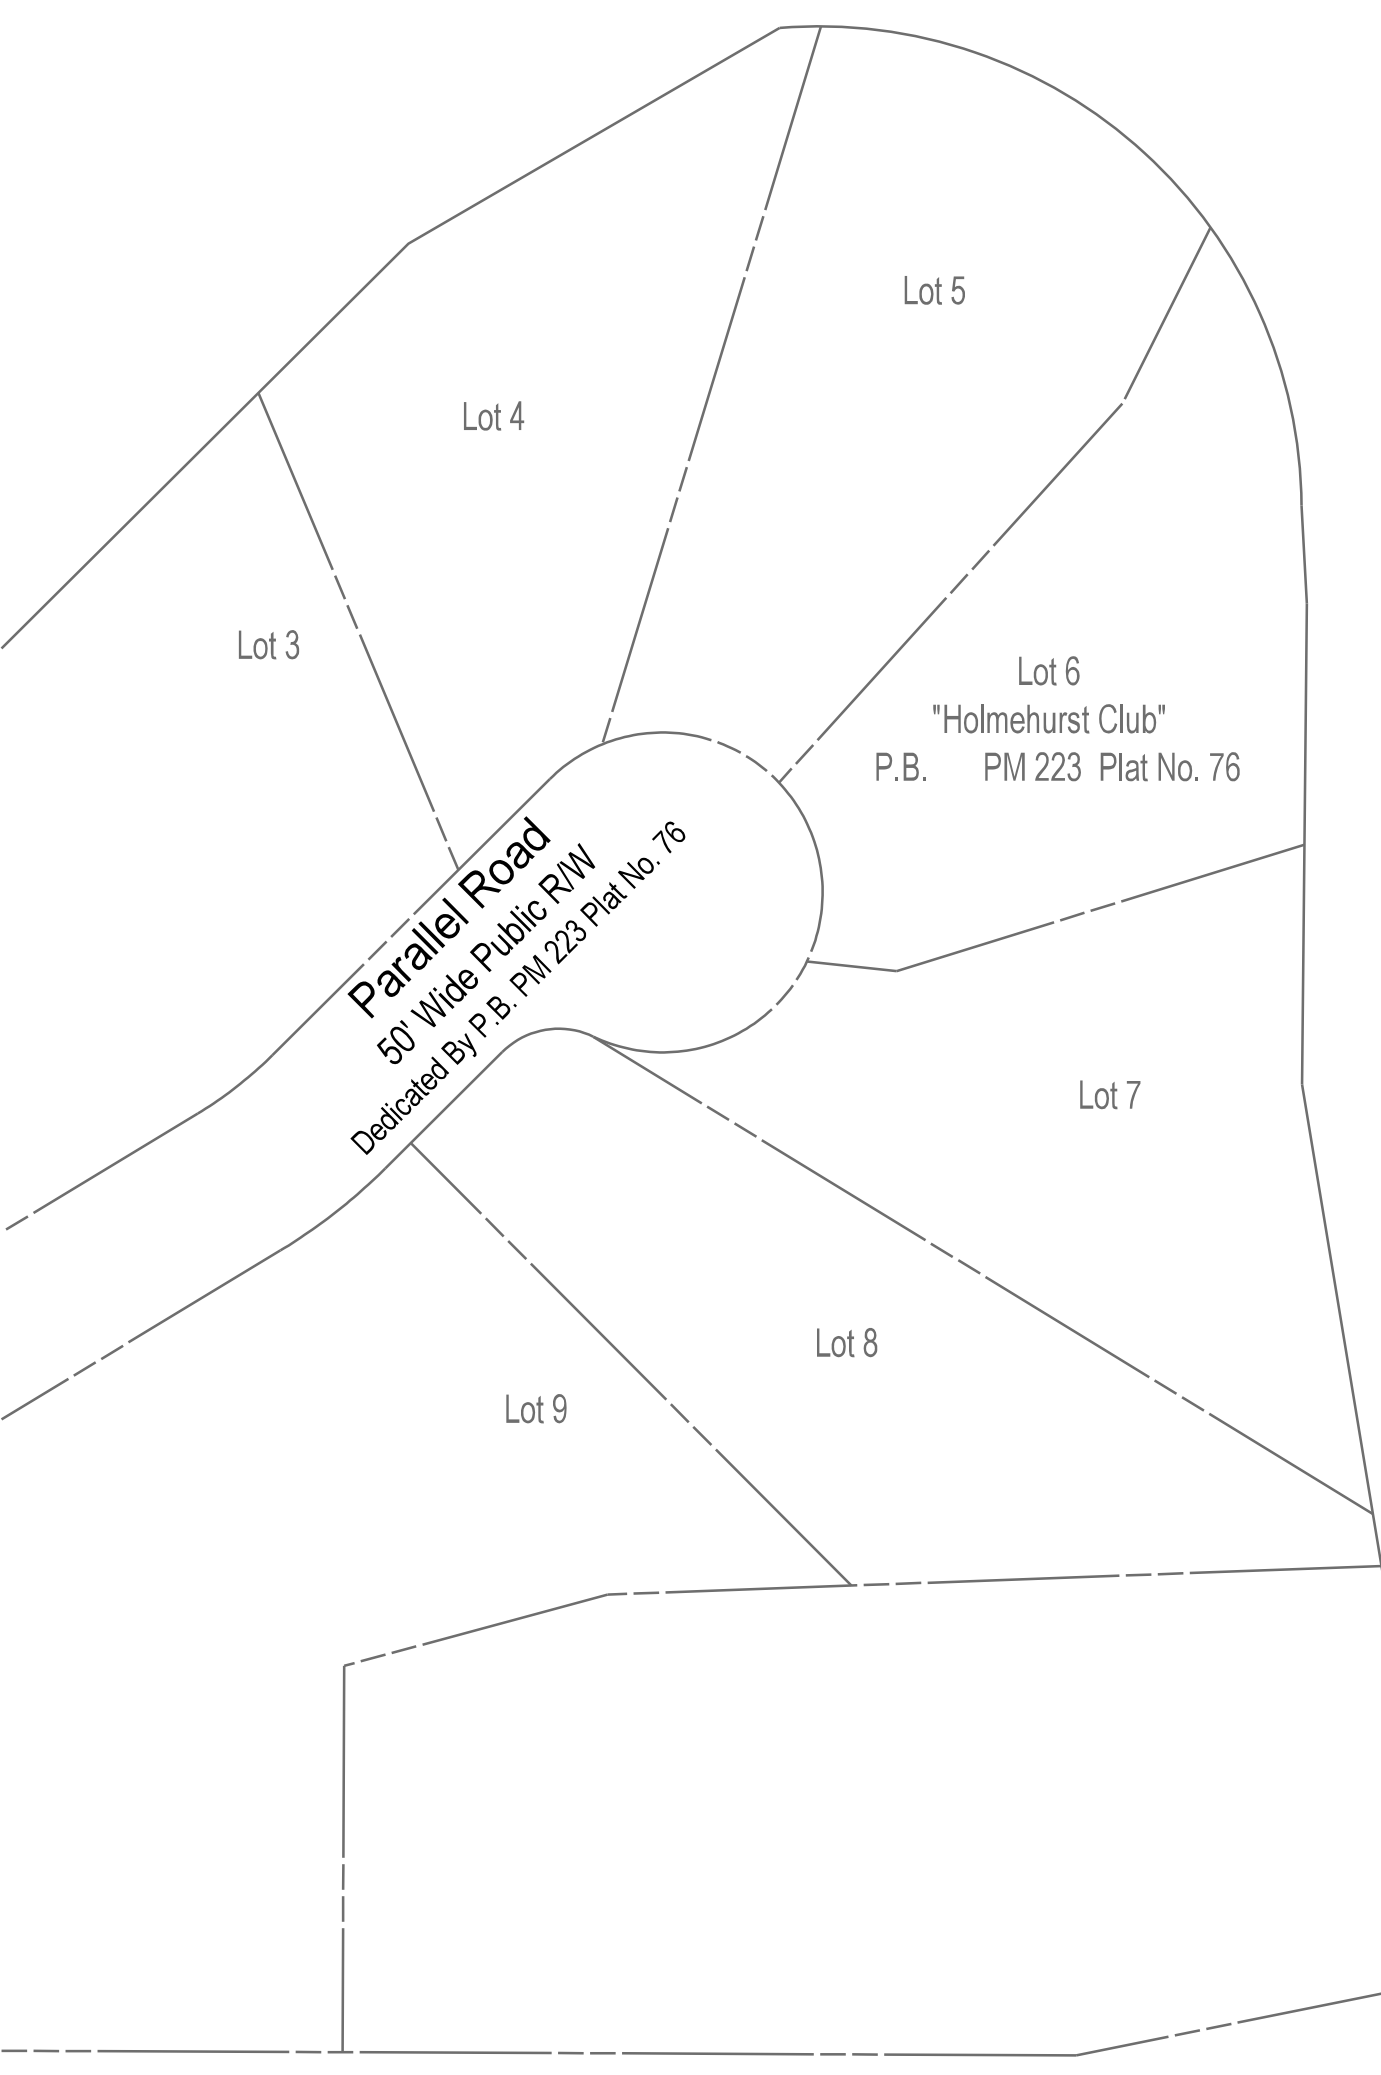 Lot 5
Lot 4
Lot 3
Lot 6
"Holmehurst Club"
P.B. PM 223 Plat No. 76
Parallel Road
50' Wide Public R/W
Dedicated By P.B. PM 223 Plat No. 76
Lot 7
Lot 8
Lot 9